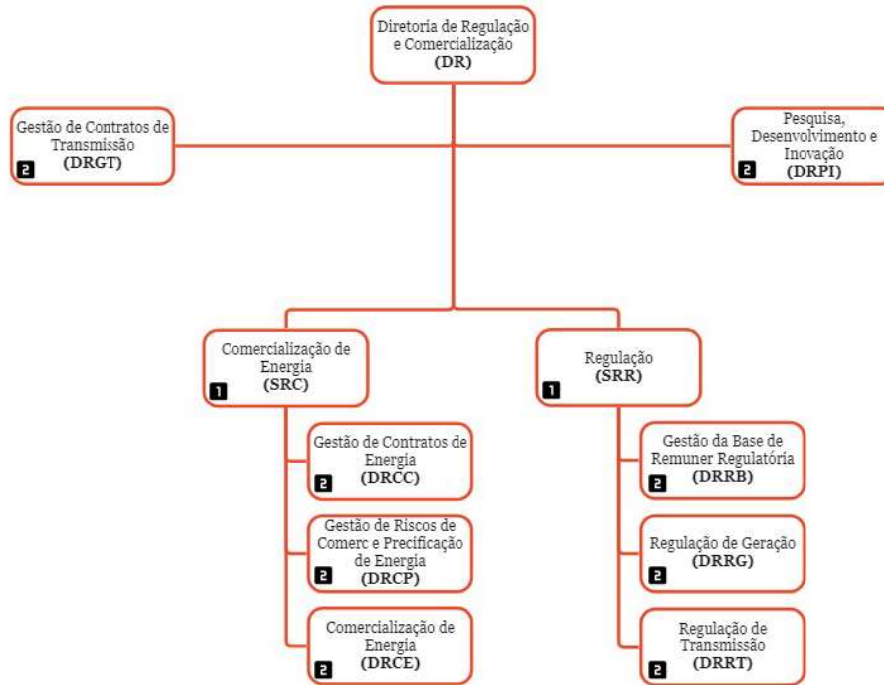 Diretoria de Regulação
e Comercialização
(DR)
Gestão de Contratos de
Transmissão
(DRGT)
2
Pesquisa,
Desenvolvimento e
Inovação
(DRPI)
2
Comercialização de
Energia
(SRC)
1
Regulação
(SRR)
1
Gestão de Contratos de
Energia
(DRCC)
2
Gestão de Riscos de
Comerc e Precificação
de Energia
(DRCP)
2
Comercialização de
Energia
(DRCE)
2
Gestão da Base de
Remuner Regulatória
(DRRB)
2
Regulação de Geração
(DRRG)
2
Regulação de
Transmissão
(DRRT)
2